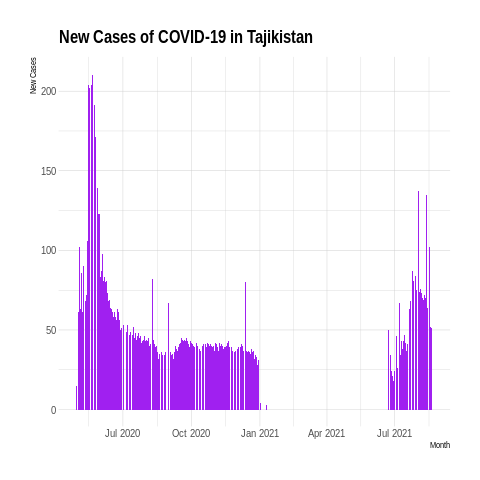 New Cases of COVID-19 in Tajikistan
New Cases
200
150
100
50
0
Jul 2020 Oct 2020 Jan 2021 Apr 2021 Jul 2021
Month